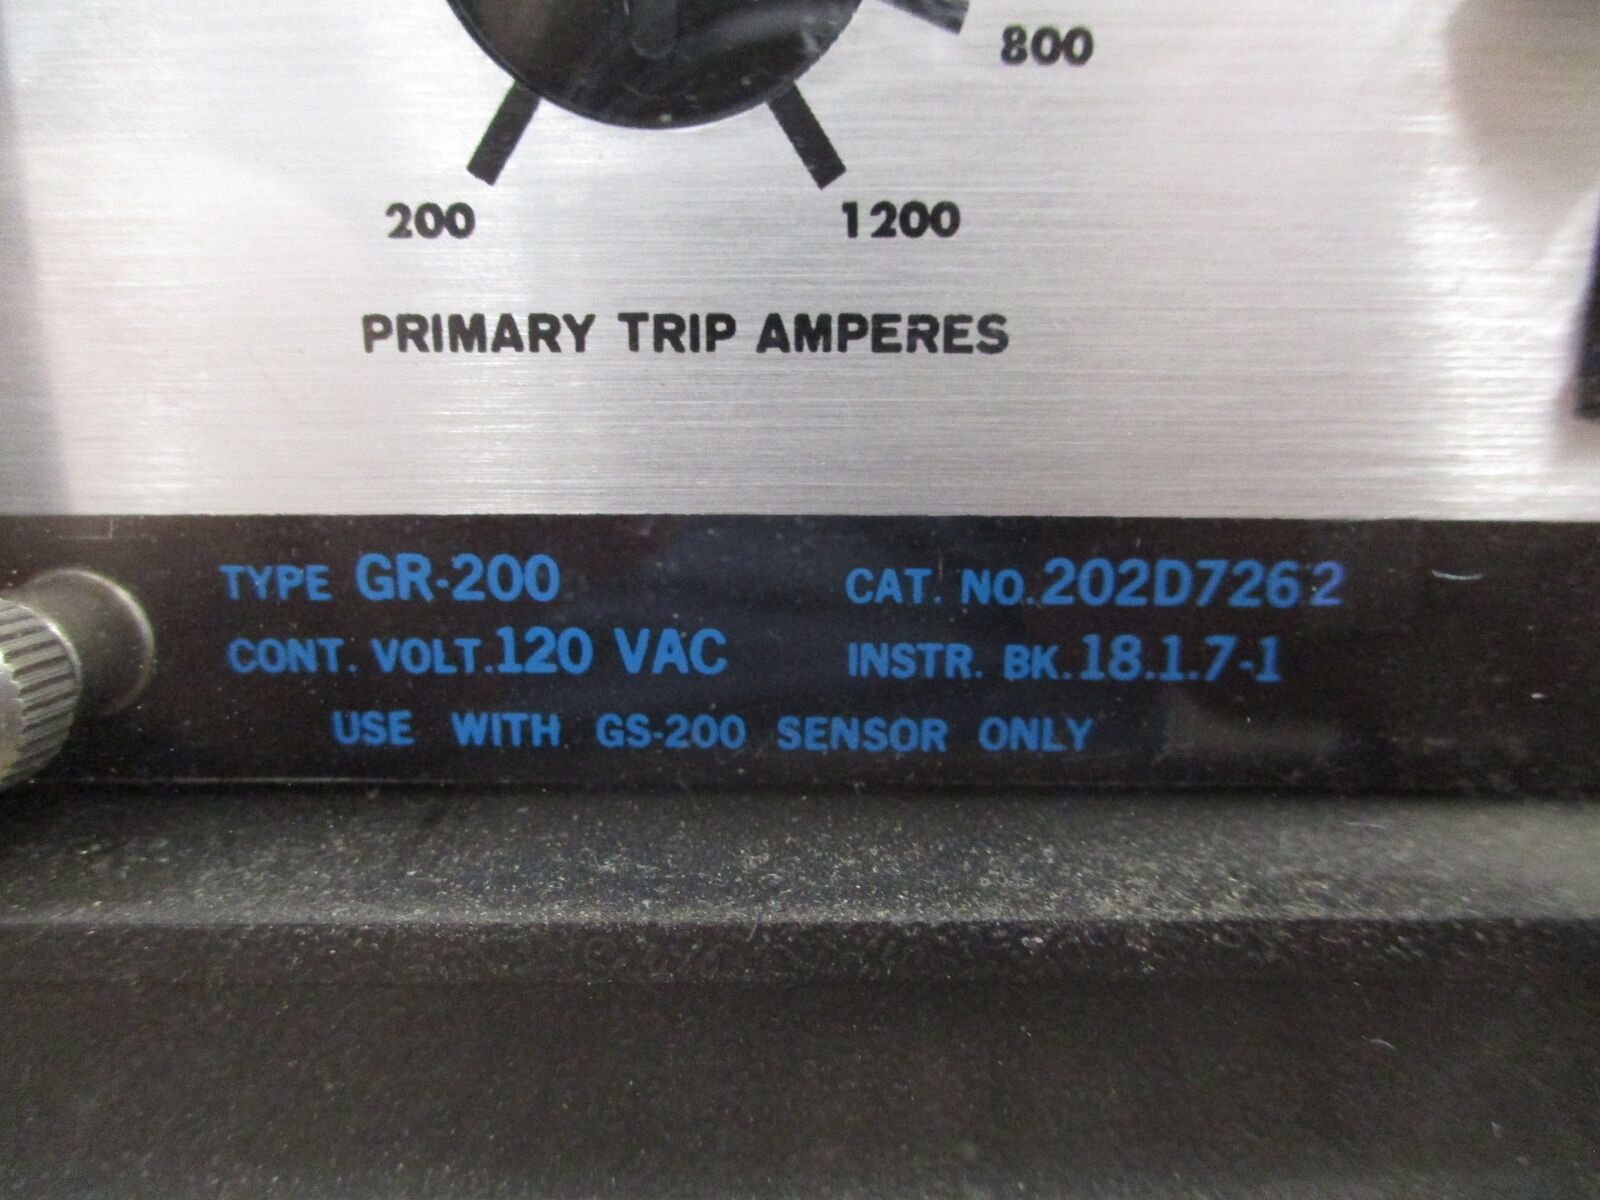 800
200
1200
PRIMARY TRIP AMPERES
TYPE GR-200
CAT. NO. 202D7262
CONT. VOLT. 120 VAC
INSTR. BK. 18.1.7-1
USE WITH GS-200 SENSOR ONLY